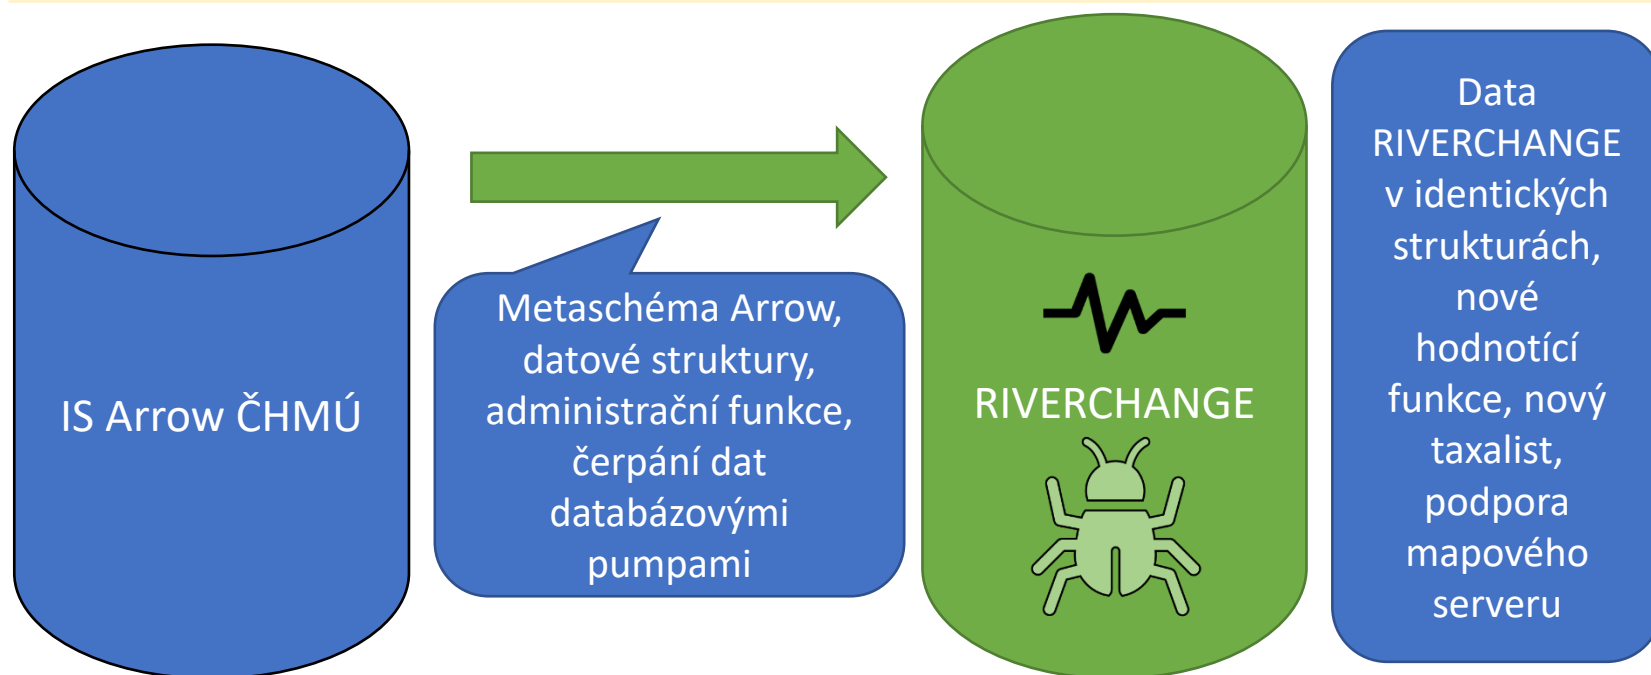 IS Arrow ČHMÚ
Metaschéma Arrow,
datové struktury,
administrační funkce,
čerpání dat
databázovými
pumpami
RIVERCHANGE
Data
RIVERCHANGE
v identických
strukturách,
nové
hodnotící
funkce, nový
taxalist,
podpora
mapového
serveru